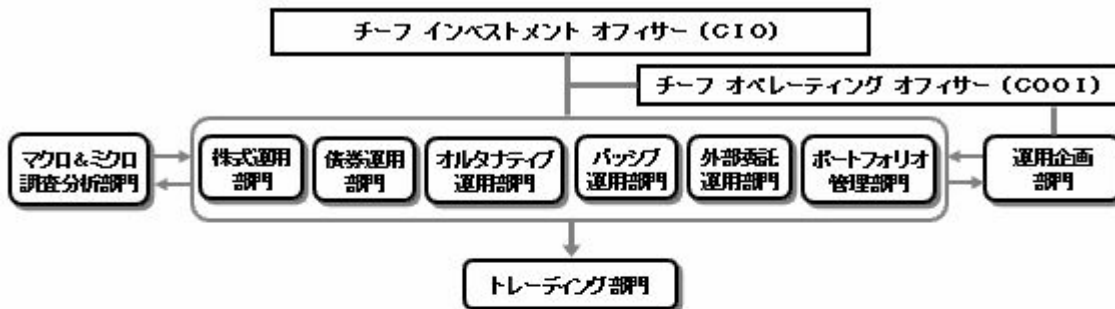 チーフ インベストメント オフィサー (CIO)
チーフ オペレーティング オフィサー (COOI)
マクロ&ミクロ
調査分析部門
株式運用
部門
債券運用
部門
オルタナティブ
運用部門
パッシブ
運用部門
外部委託
運用部門
ポートフォリオ
管理部門
運用企画
部門
トレーディング部門